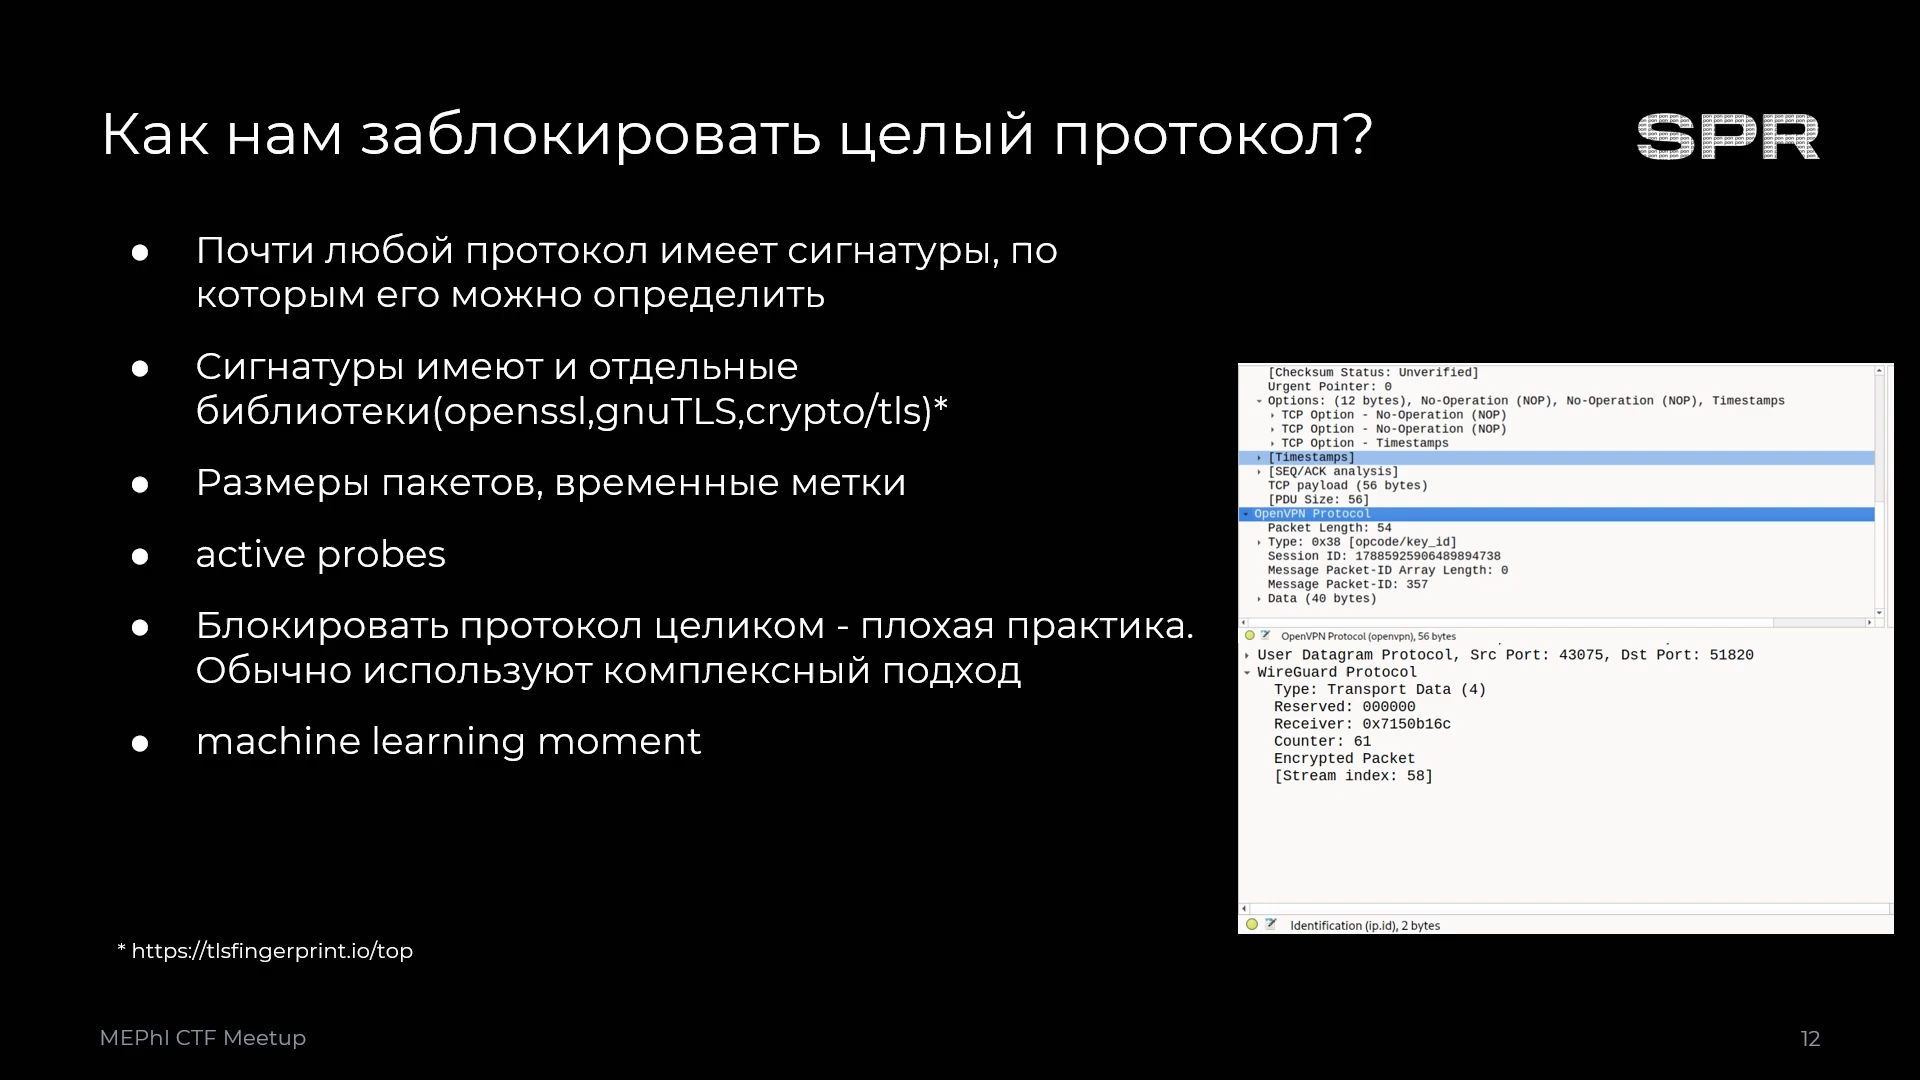 Как нам заблокировать целый протокол?
SPR
● Почти любой протокол имеет сигнатуры, по
которым его можно определить
● Сигнатуры имеют и отдельные
библиотеки(openssl,gnuTLS,crypto/tls)*
● Размеры пакетов, временные метки
● active probes
● Блокировать протокол целиком - плохая практика.
Обычно используют комплексный подход
● machine learning moment
[Checksum Status: Unverified]
Urgent Pointer: 0
Options: (12 bytes), No-Operation (NOP), No-Operation (NOP), Timestamps
TCP Option - No-Operation (NOP)
TCP Option - No-Operation (NOP)
TCP Option - Timestamps
[Timestamps]
[SEQ/ACK analysis]
TCP payload (56 bytes)
[PDU Size: 56]
OpenVPN Protocol
Packet Length: 54
Type: 0x38 [opcode/key_id]
Session ID: 17885925906489894738
Message Packet-ID Array Length: 0
Message Packet-ID: 357
Data (40 bytes)
OpenVPN Protocol (openvpn), 56 bytes
User Datagram Protocol, Src Port: 43075, Dst Port: 51820
WireGuard Protocol
Type: Transport Data (4)
Reserved: 000000
Receiver: 0x7150b16c
Counter: 61
Encrypted Packet
[Stream index: 58]
Identification (ip.id), 2 bytes
* https://tlsfingerprint.io/top
MEPhI CTF Meetup
12